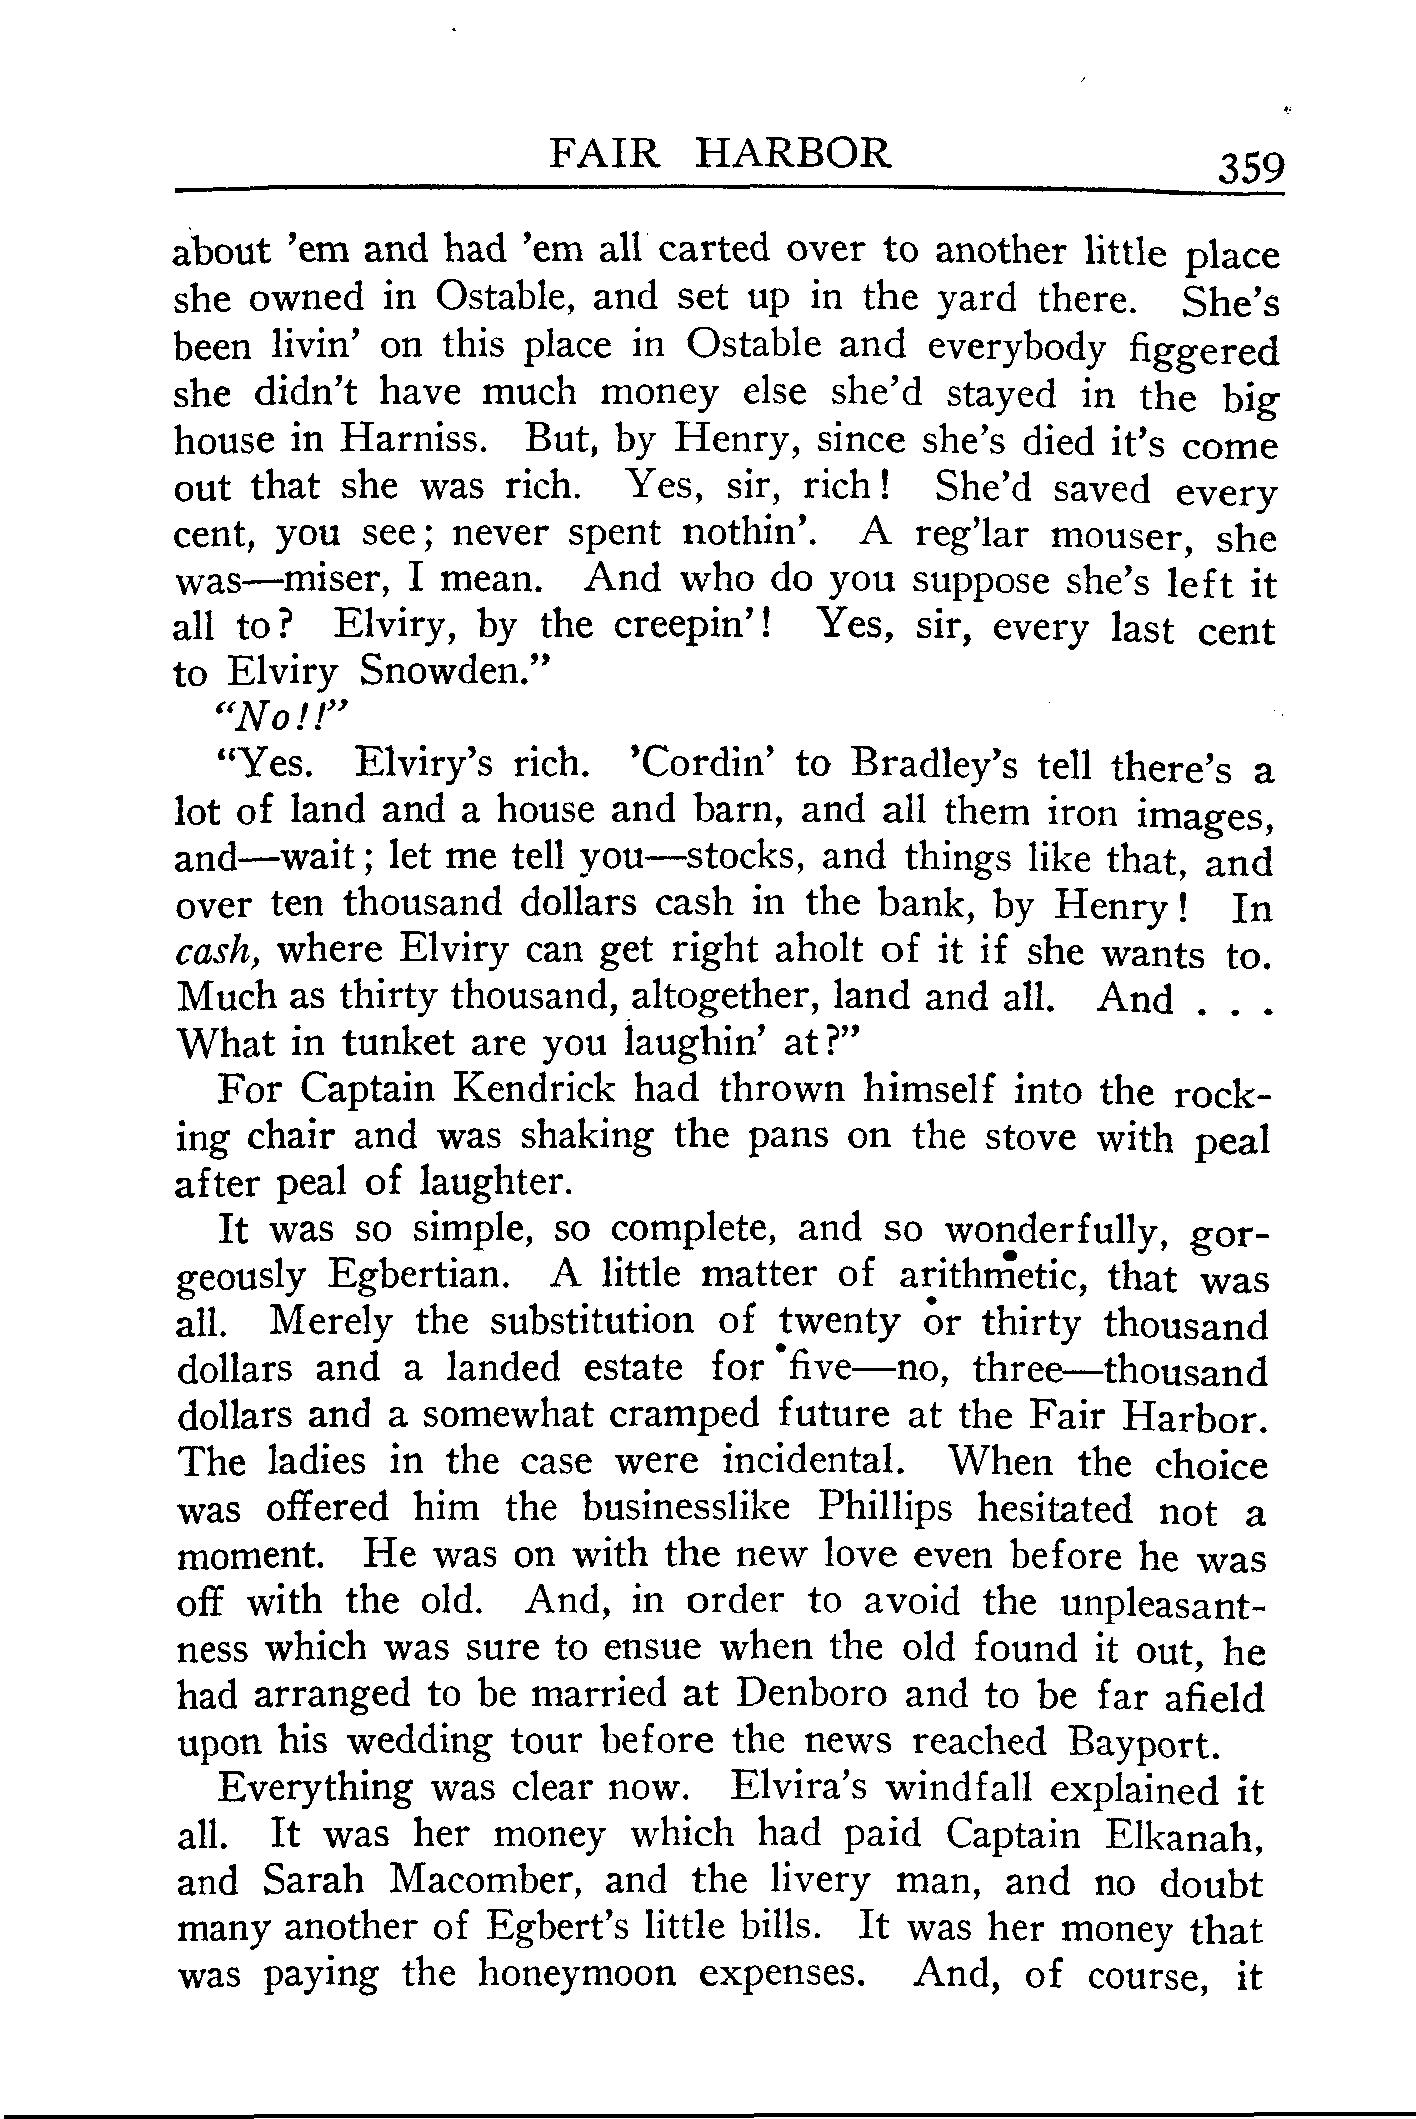 FAIR HARBOR 359
about 'em and had 'em all carted over to another little place
she owned in Ostable, and set up in the yard there. She's
been livin' on this place in Ostable and everybody figgered
she didn't have much money else she'd stayed in the big
house in Harniss. But, by Henry, since she's died it's come
out that she was rich. Yes, sir, rich! She'd saved every
cent, you see; never spent nothin'. A reg'lar mouser, she
was—miser, I mean. And who do you suppose she's left it
all to? Elviry, by the creepin'! Yes, sir, every last cent
to Elviry Snowden."
"No!!"
"Yes. Elviry's rich. 'Cordin' to Bradley's tell there's a
lot of land and a house and barn, and all them iron images,
and—wait; let me tell you—stocks, and things like that, and
over ten thousand dollars cash in the bank, by Henry! In
cash, where Elviry can get right aholt of it if she wants to.
Much as thirty thousand, altogether, land and all. And . . .
What in tunket are you laughin' at?"
For Captain Kendrick had thrown himself into the rock-
ing chair and was shaking the pans on the stove with peal
after peal of laughter.
It was so simple, so complete, and so wonderfully, gor-
geously Egbertian. A little matter of arithmetic, that was
all. Merely the substitution of twenty or thirty thousand
dollars and a landed estate for five—no, three—thousand
dollars and a somewhat cramped future at the Fair Harbor.
The ladies in the case were incidental. When the choice
was offered him the businesslike Phillips hesitated not a
moment. He was on with the new love even before he was
off with the old. And, in order to avoid the unpleasant-
ness which was sure to ensue when the old found it out, he
had arranged to be married at Denboro and to be far afield
upon his wedding tour before the news reached Bayport.
Everything was clear now. Elvira's windfall explained it
all. It was her money which had paid Captain Elkanah,
and Sarah Macomber, and the livery man, and no doubt
many another of Egbert's little bills. It was her money that
was paying the honeymoon expenses. And, of course, it